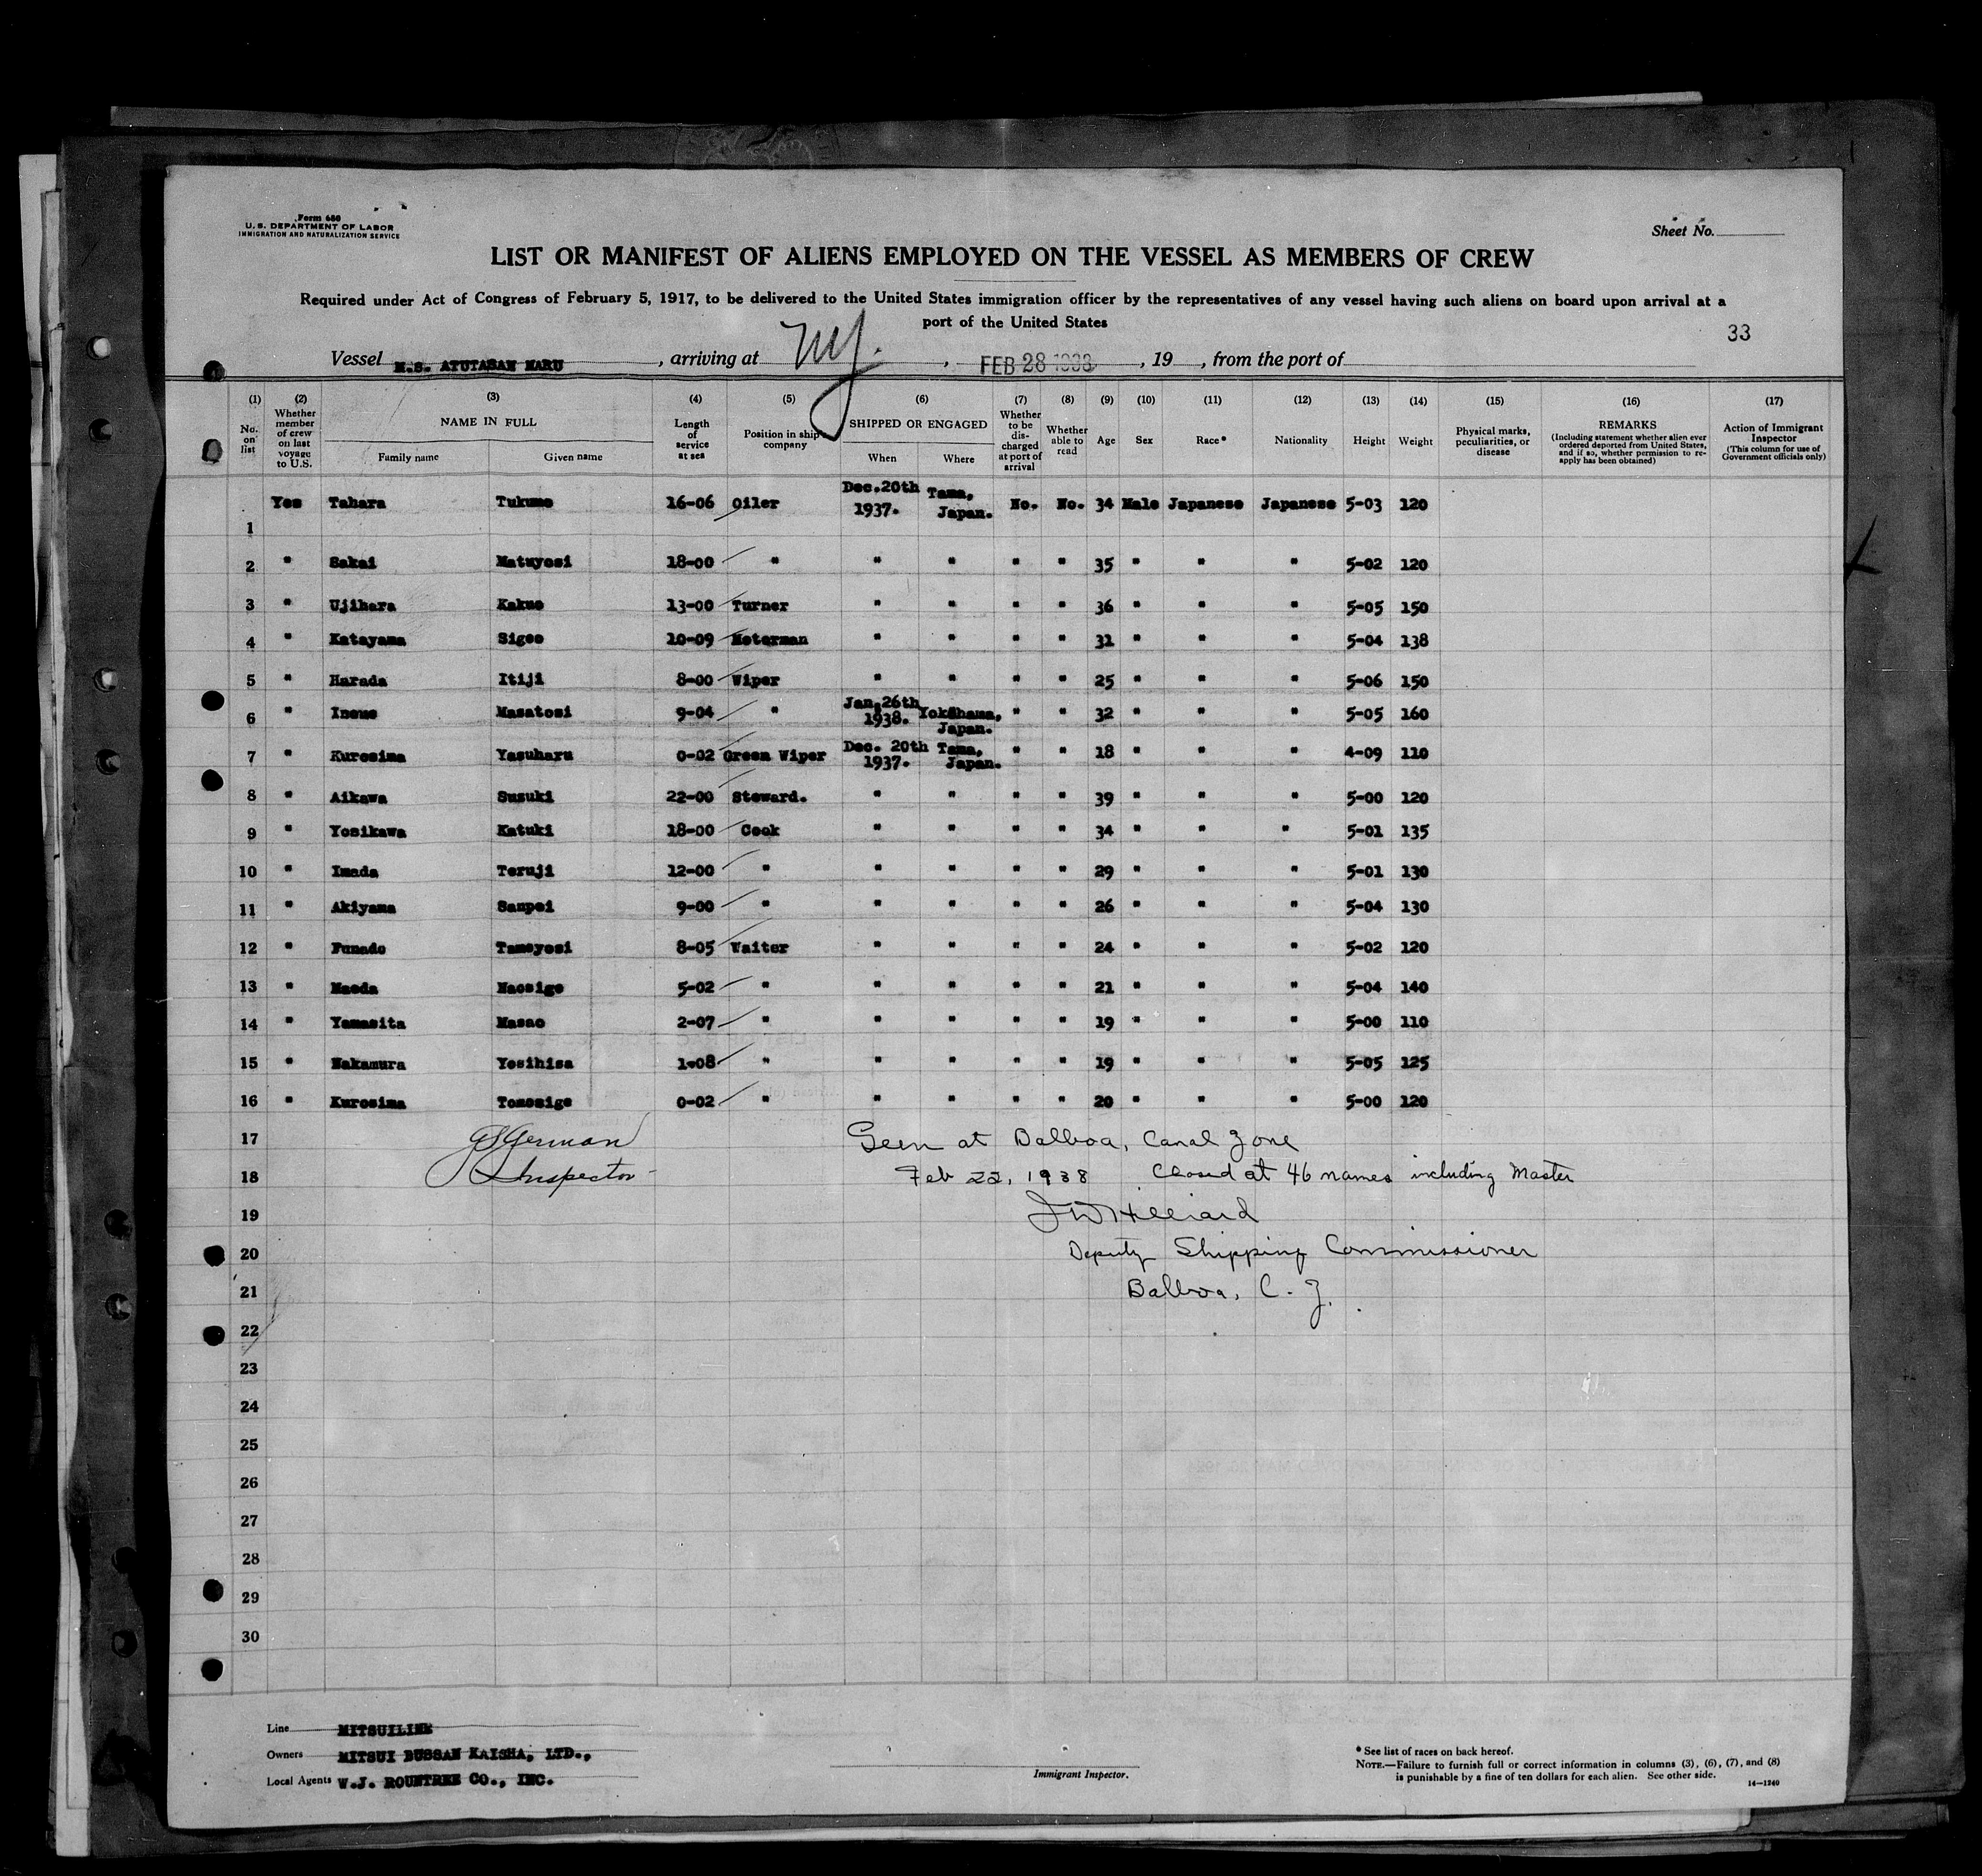 Form 680
U. S. DEPARTMENT OF LABOR
IMMIGRATION AND NATURALIZATION SERVICE
Sheet No.
LIST OR MANIFEST OF ALIENS EMPLOYED ON THE VESSEL AS MEMBERS OF CREW
Required under Act of Congress of February 5, 1917, to be delivered to the United States immigration officer by the representatives of any vessel having such aliens on board upon arrival at a
port of the United States
33
Vessel M.S. ATUTASAN MARU, arriving at NY., FEB 28 1938, 19, from the port of
(1) (2) (3) (4) (5) (6) (7) (8) (9) (10) (11) (12) (13) (14) (15) (16) (17)
No. on list
Whether member of crew on last voyage to U.S.
NAME IN FULL
Family name Given name
Length of service at sea
Position in ship's company
SHIPPED OR ENGAGED
When Where
Whether to be discharged at port of arrival
Whether able to read
Age Sex Race* Nationality Height Weight
Physical marks, peculiarities, or disease
REMARKS
(Including statement whether alien ever ordered deported from United States, and if so, whether permission to reapply has been obtained)
Action of Immigrant Inspector
(This column for use of Government officials only)
1 Yes Tahara Tukumo 16-06 Oiler Dec.20th 1937. Tama, Japan. No. No. 34 Male Japanese Japanese 5-03 120
2 " Sakai Matuyosi 18-00 " " " " " 35 " " " 5-02 120
3 " Ujihara Kakuo 13-00 Turner " " " " 36 " " " 5-05 150
4 " Katayama Sigeo 10-09 Moterman " " " " 31 " " " 5-04 138
5 " Harada Itiji 8-00 Wiper " " " " 25 " " " 5-06 150
6 " Inoue Masatosi 9-04 " Jan.26th 1938. Yokohama, Japan. " " 32 " " " 5-05 160
7 " Kurosima Yasuharu 0-02 Green Wiper Dec. 20th 1937. Tama, Japan. " " 18 " " " 4-09 110
8 " Aikawa Suzuki 22-00 Steward. " " " " 39 " " " 5-00 120
9 " Yosikawa Katuki 18-00 Cook " " " " 34 " " " 5-01 135
10 " Imada Teruji 12-00 " " " " " 29 " " " 5-01 130
11 " Akiyama Sanpei 9-00 " " " " " 26 " " " 5-04 130
12 " Funado Tameyosi 8-05 Waiter " " " " 24 " " " 5-02 120
13 " Maeda Naosige 5-02 " " " " " 21 " " " 5-04 140
14 " Yamasita Masao 2-07 " " " " " 19 " " " 5-00 110
15 " Nakamura Yosihisa 1-08 " " " " " 19 " " " 5-05 125
16 " Kurosima Tomosige 0-02 " " " " " 20 " " " 5-00 120
17 German Seen at Balboa, Canal Zone
18 Inspector Feb 22, 1938 Closed at 46 names including Master
19 J W Hilliard
20 Deputy Shipping Commissioner
21 Balboa, C. Z.
22
23
24
25
26
27
28
29
30
Line MITSUILINE
Owners MITSUI BUSSAN KAISHA, LTD.,
Local Agents W.J. ROUNTREE CO., INC.
Immigrant Inspector.
* See list of races on back hereof.
NOTE.—Failure to furnish full or correct information in columns (3), (6), (7), and (8)
is punishable by a fine of ten dollars for each alien. See other side.
14—1240